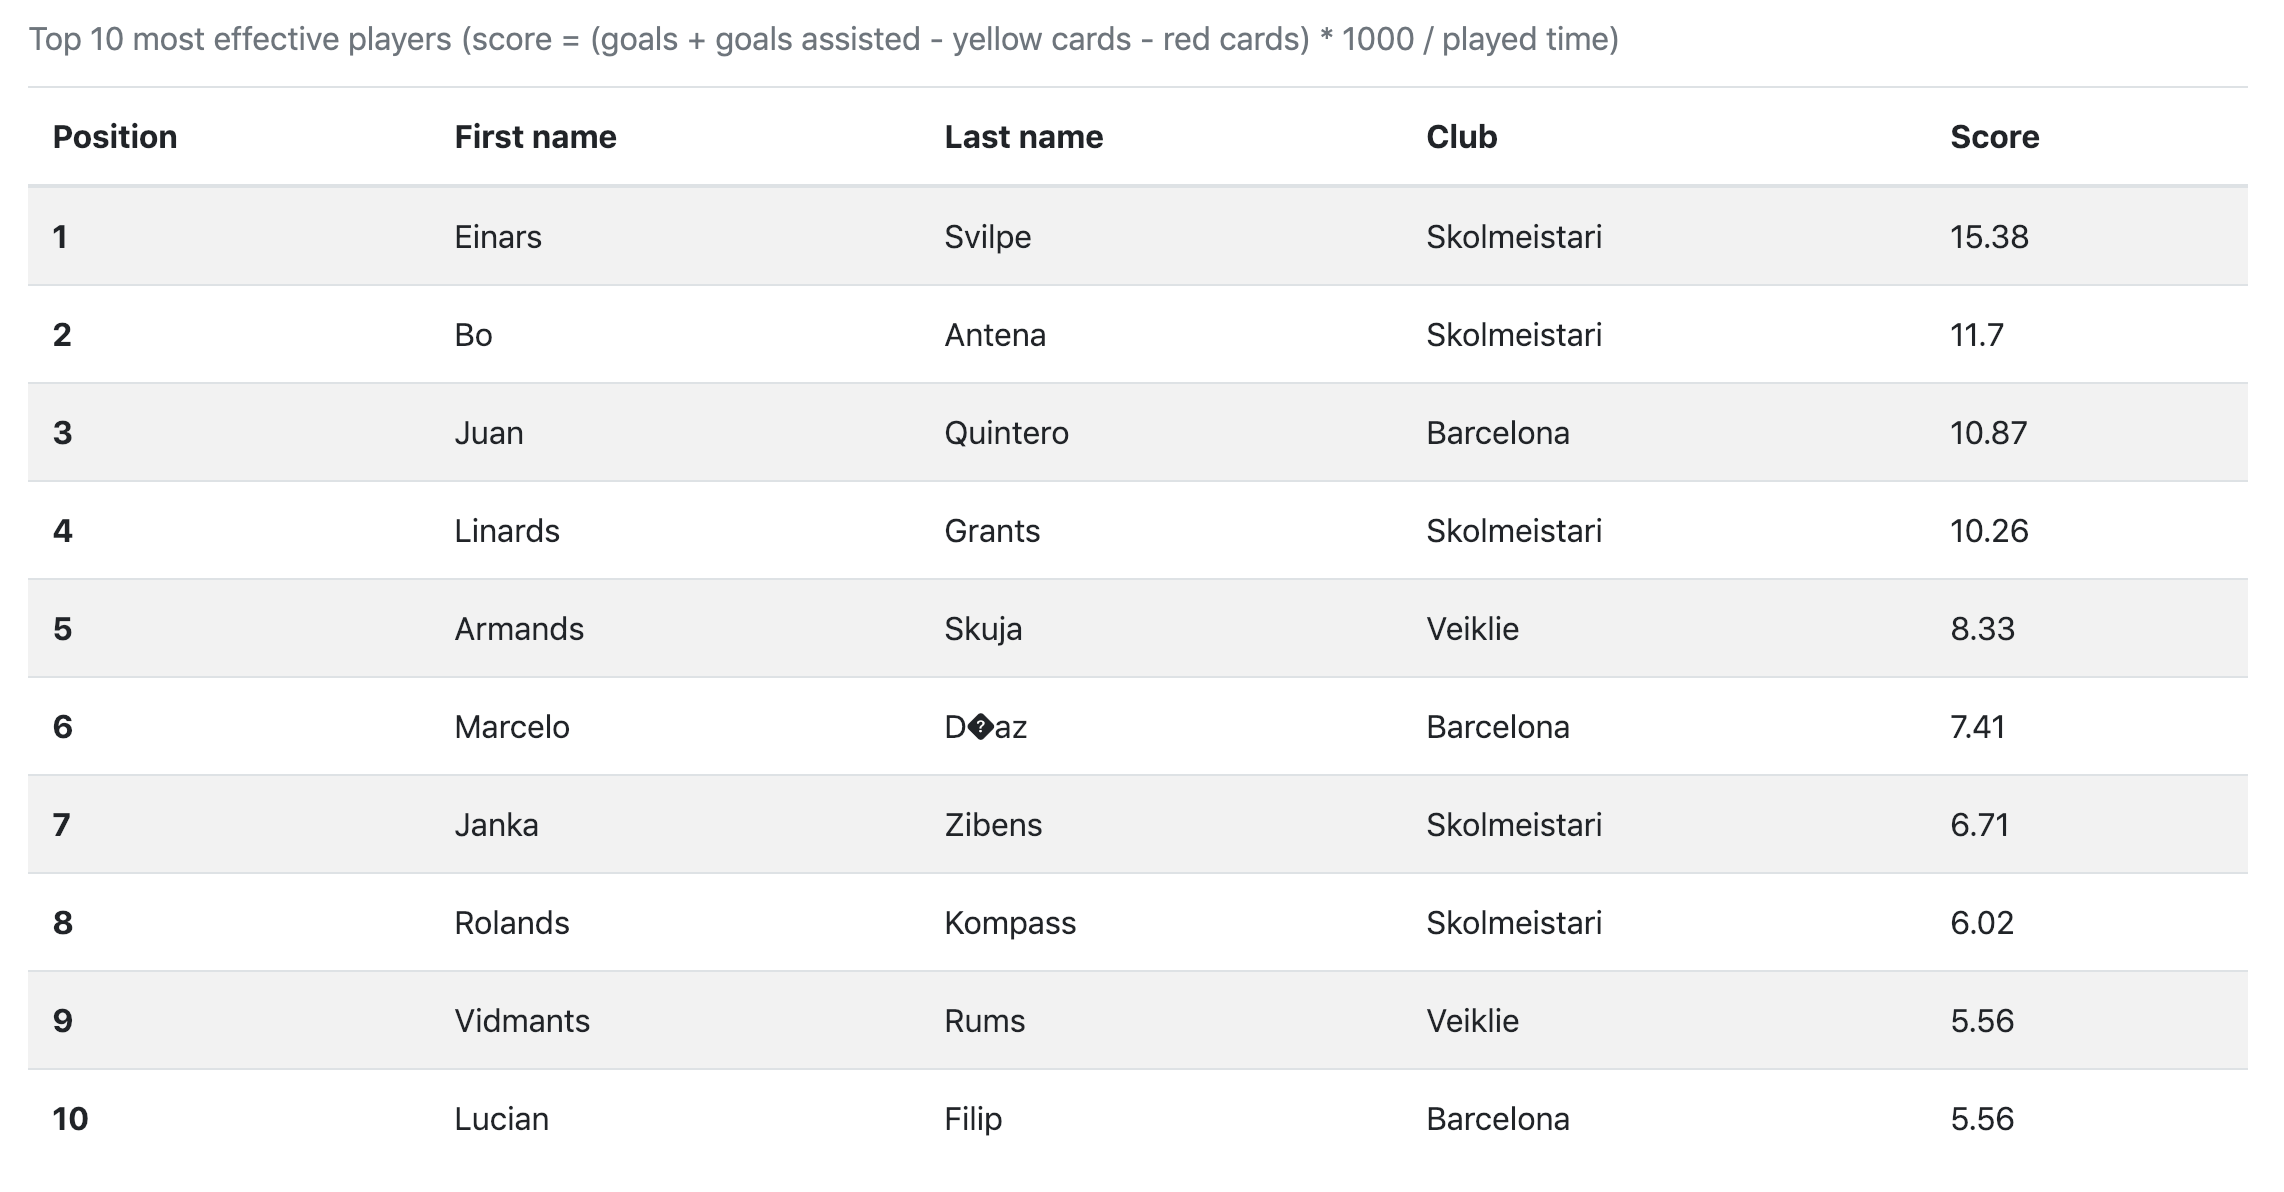 Top 10 most effective players (score = (goals + goals assisted - yellow cards - red cards) * 1000 / played time)
Position First name Last name Club Score
1 Einars Svilpe Skolmeistari 15.38
2 Bo Antena Skolmeistari 11.7
3 Juan Quintero Barcelona 10.87
4 Linards Grants Skolmeistari 10.26
5 Armands Skuja Veiklie 8.33
6 Marcelo D�az Barcelona 7.41
7 Janka Zibens Skolmeistari 6.71
8 Rolands Kompass Skolmeistari 6.02
9 Vidmants Rums Veiklie 5.56
10 Lucian Filip Barcelona 5.56